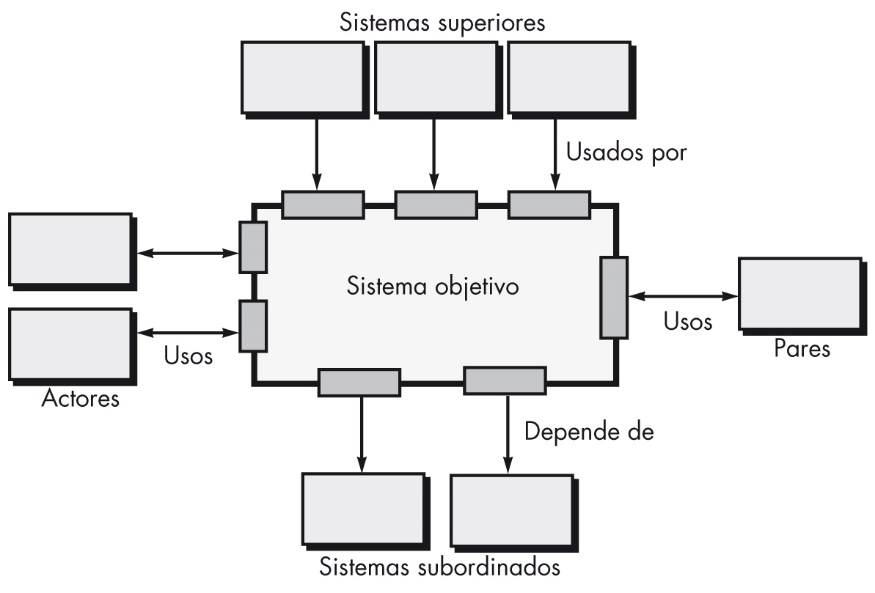 Sistemas superiores
Usados por
Sistema objetivo
Usos
Actores
Usos
Pares
Depende de
Sistemas subordinados